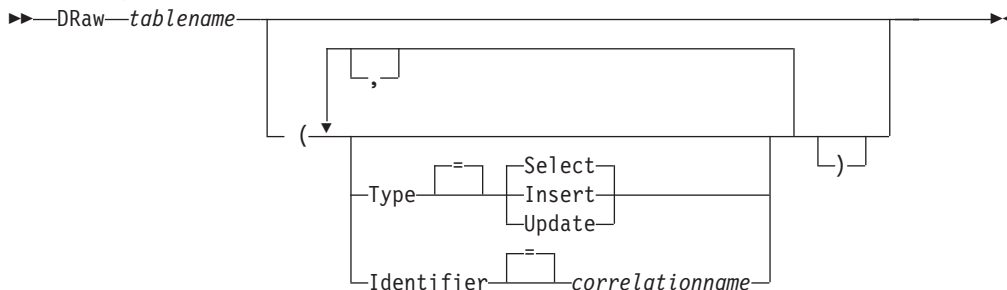 DRaw tablename
,
(
)
=
Select
Type
Insert
Update
=
Identifier
correlationname